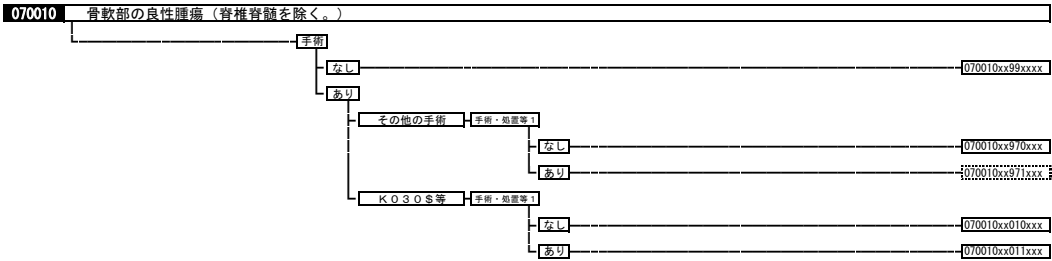 070010 骨軟部の良性腫瘍（脊椎脊髄を除く。）
手術
なし 070010xx99xxxx
あり
その他の手術 手術・処置等1
なし 070010xx970xxx
あり 070010xx971xxx
K030$等 手術・処置等1
なし 070010xx010xxx
あり 070010xx011xxx